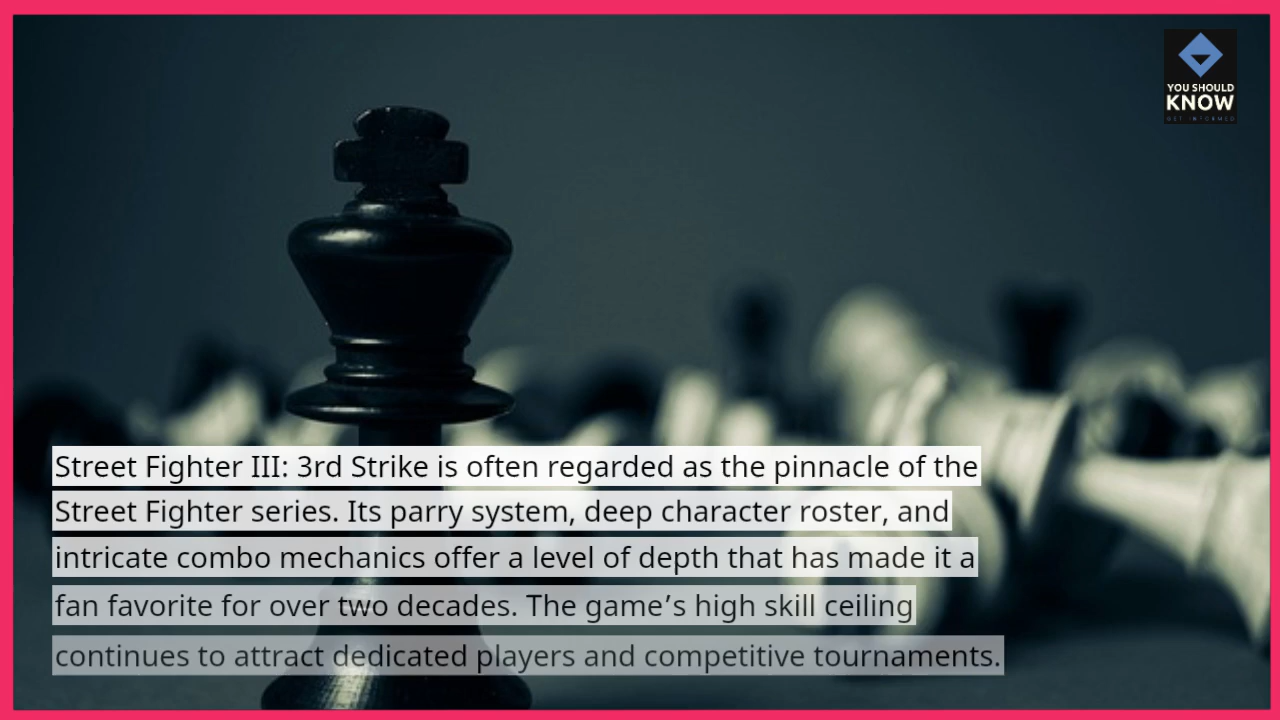 YOU SHOULD
KNOW
GET INFORMED
Street Fighter III: 3rd Strike is often regarded as the pinnacle of the
Street Fighter series. Its parry system, deep character roster, and
intricate combo mechanics offer a level of depth that has made it a
fan favorite for over two decades. The game’s high skill ceiling
continues to attract dedicated players and competitive tournaments.